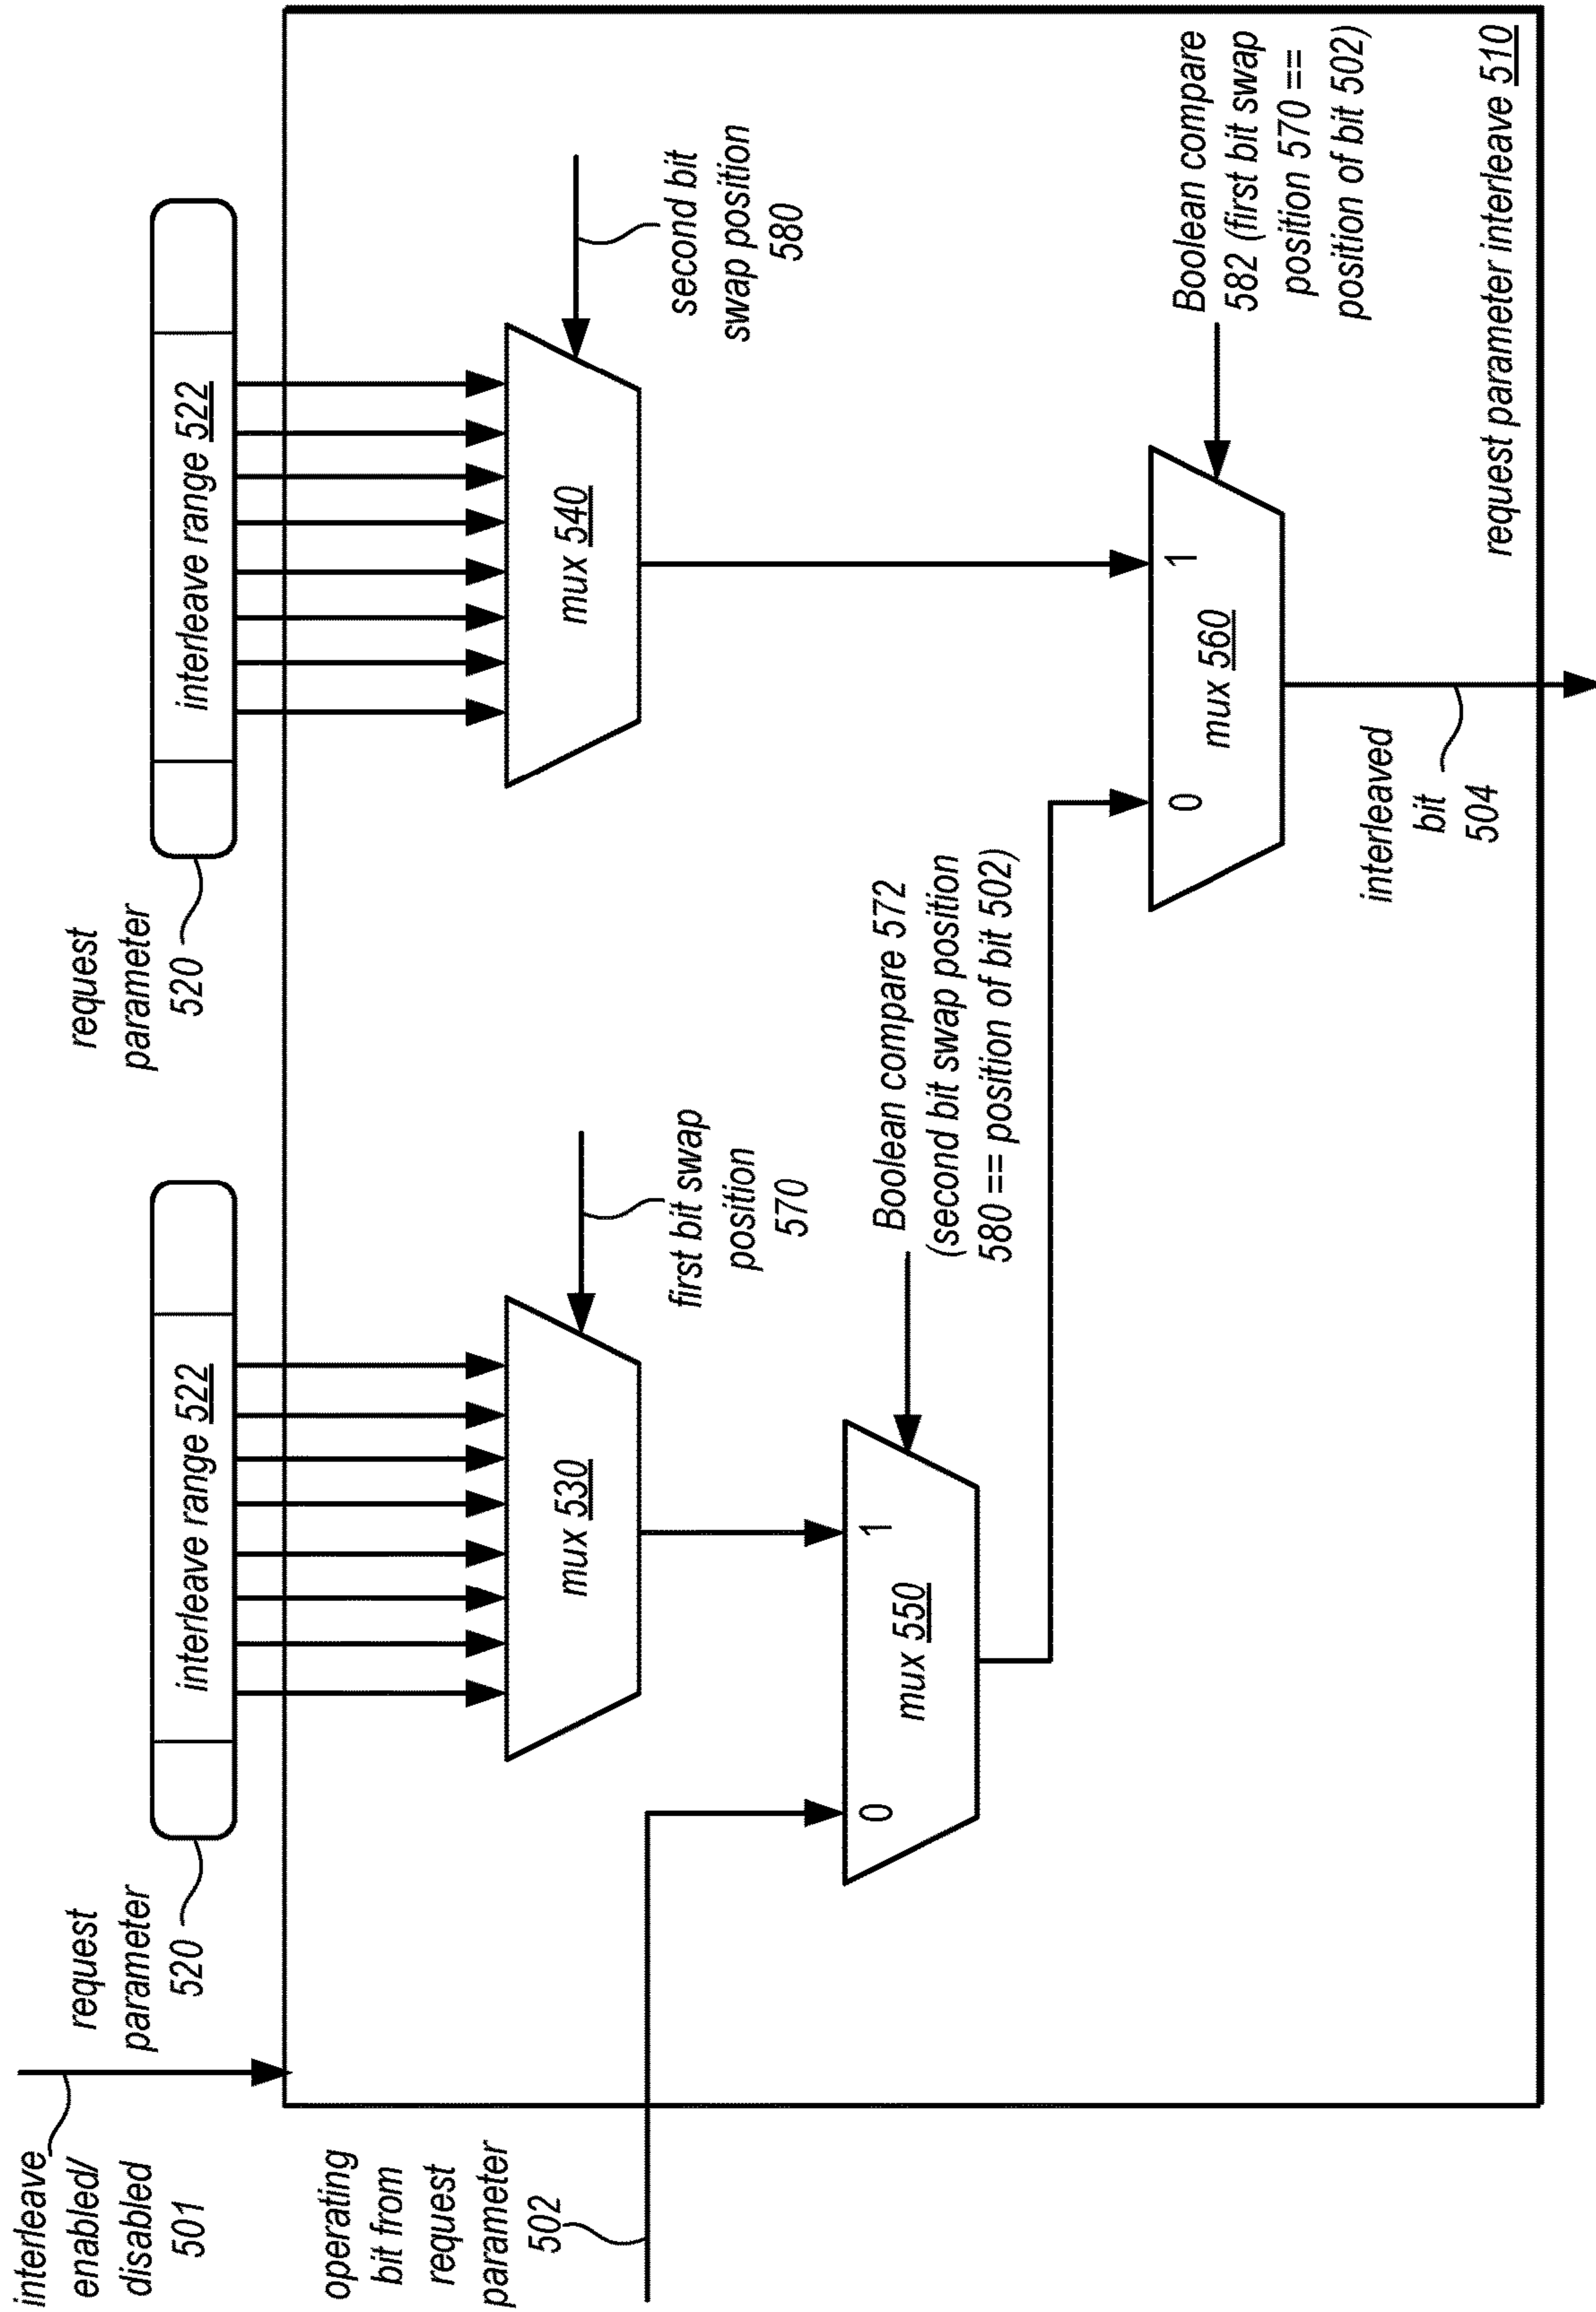 interleave
enabled/
disabled
501
request
parameter
520
request
parameter
520
interleave range 522
interleave range 522
operating
bit from
request
parameter
502
mux 530
first bit swap
position
570
mux 540
second bit
swap position
580
0
1
mux 550
Boolean compare 572
(second bit swap position
580 == position of bit 502)
0
1
mux 560
Boolean compare
582 (first bit swap
position 570 ==
position of bit 502)
interleaved
bit
504
request parameter interleave 510